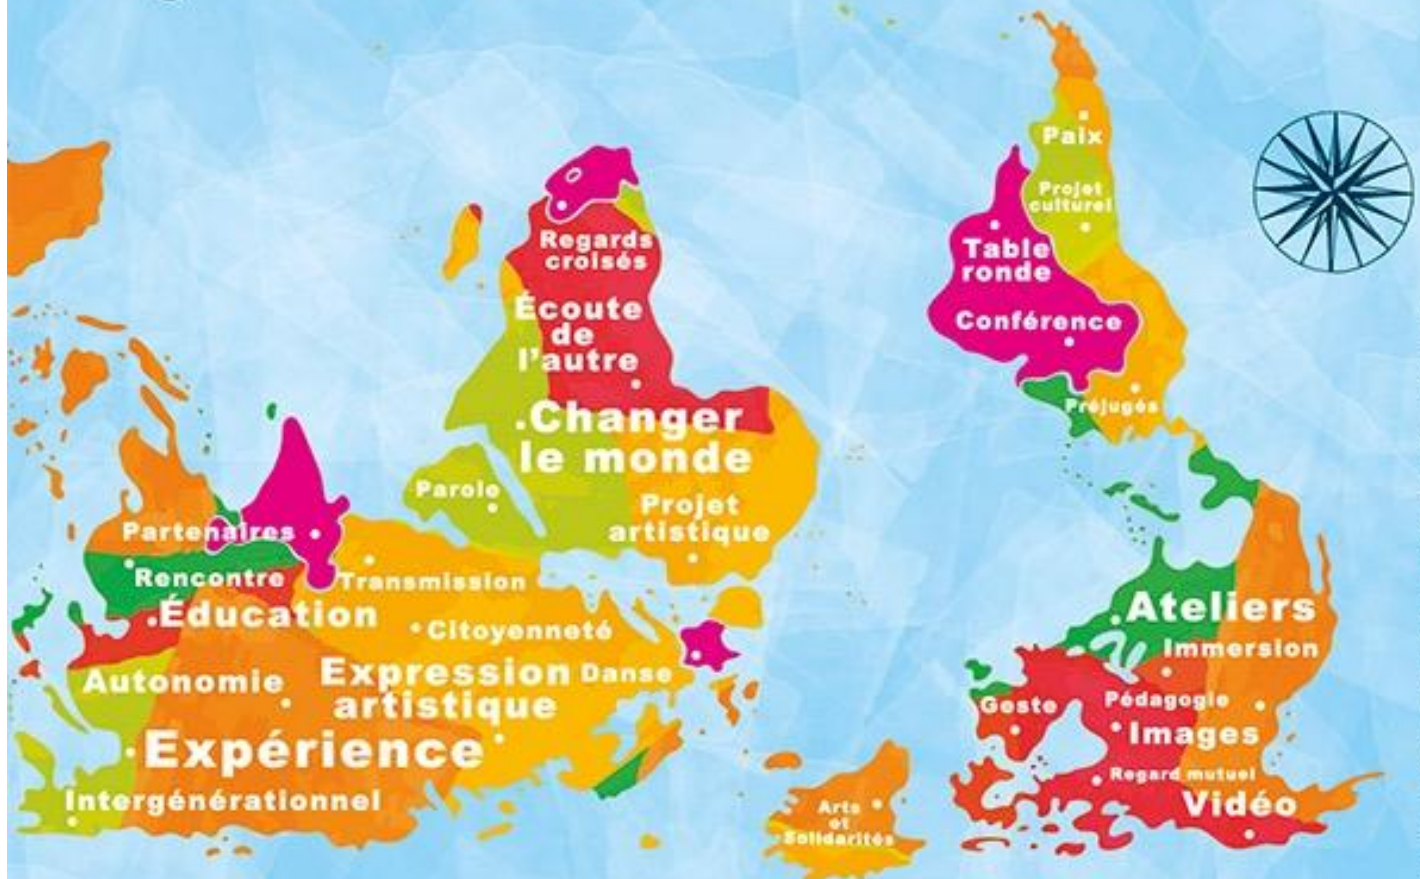 Paix
Projet
culturel
Table
ronde
Conférence
Préjugés
Regards
croisés
Écoute
de
l'autre
Changer
le monde
Parole
Projet
artistique
Partenaires
Rencontre
Transmission
Éducation
Citoyenneté
Autonomie
Expression
artistique
Danse
Expérience
Intergénérationnel
Arts
et
Solidarités
Ateliers
Immersion
Geste
Pédagogie
Images
Regard mutuel
Vidéo